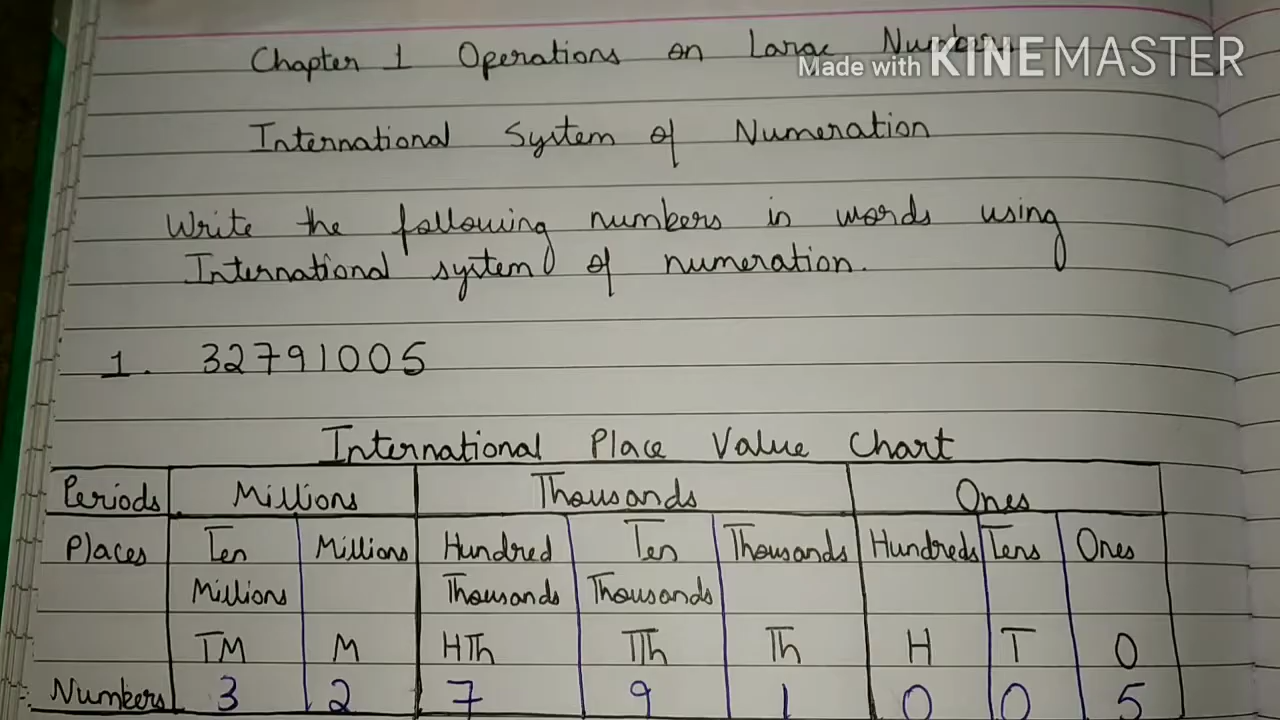 Chapter 1 Operations on Large Numbers
Made with KINEMASTER
International System of Numeration
Write the following numbers in words using
International system of numeration.
1. 32791005
International Place Value Chart
Periods Millions Thousands Ones
Places Ten Millions Hundred Ten Thousands Hundreds Tens Ones
Millions Thousands Thousands
TM M HTh TTh Th H T O
Numbers 3 2 7 9 1 0 0 5